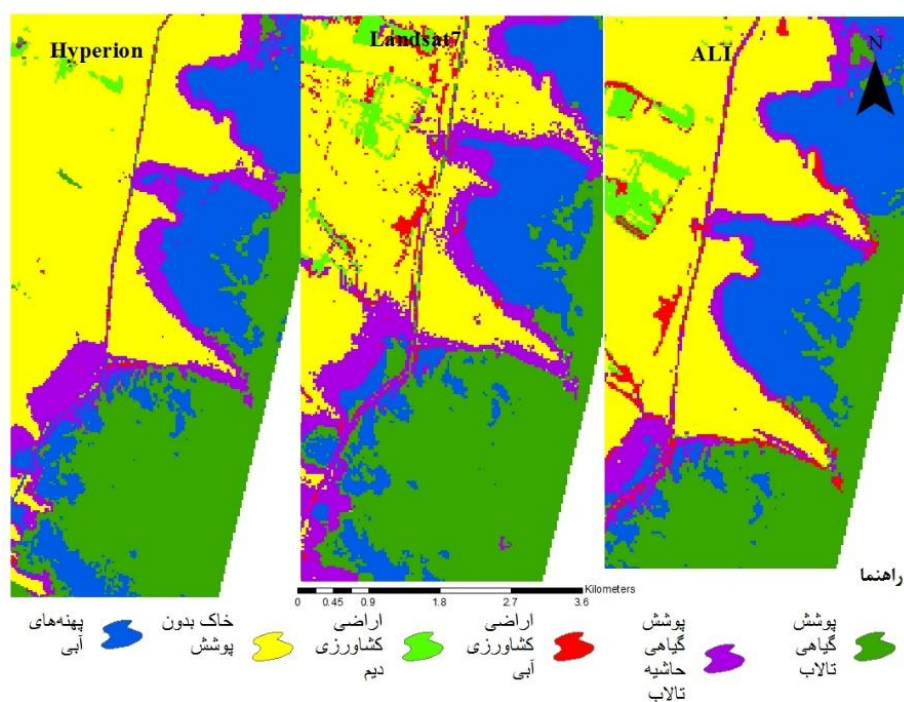 Hyperion
Landsat7
ALI
N
راهنما
Kilometers
0 0.45 0.9 1.8 2.7 3.6
پوشش
گیاهی
تالاب
پوشش
گیاهی
حاشیه
تالاب
اراضی
کشاورزی
آبی
اراضی
کشاورزی
دیم
خاک بدون
پوشش
پهنه‌های
آبی